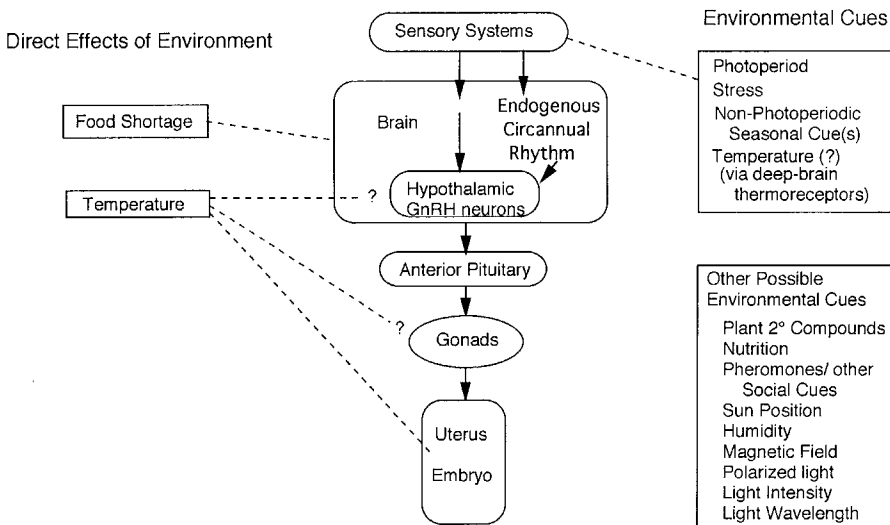 Direct Effects of Environment
Food Shortage
Temperature
?
?
Sensory Systems
Brain
Endogenous
Circannual
Rhythm
Hypothalamic
GnRH neurons
Anterior Pituitary
Gonads
Uterus
Embryo
Environmental Cues
Photoperiod
Stress
Non-Photoperiodic
Seasonal Cue(s)
Temperature (?)
(via deep-brain
thermoreceptors)
Other Possible
Environmental Cues
Plant 2° Compounds
Nutrition
Pheromones/ other
Social Cues
Sun Position
Humidity
Magnetic Field
Polarized light
Light Intensity
Light Wavelength